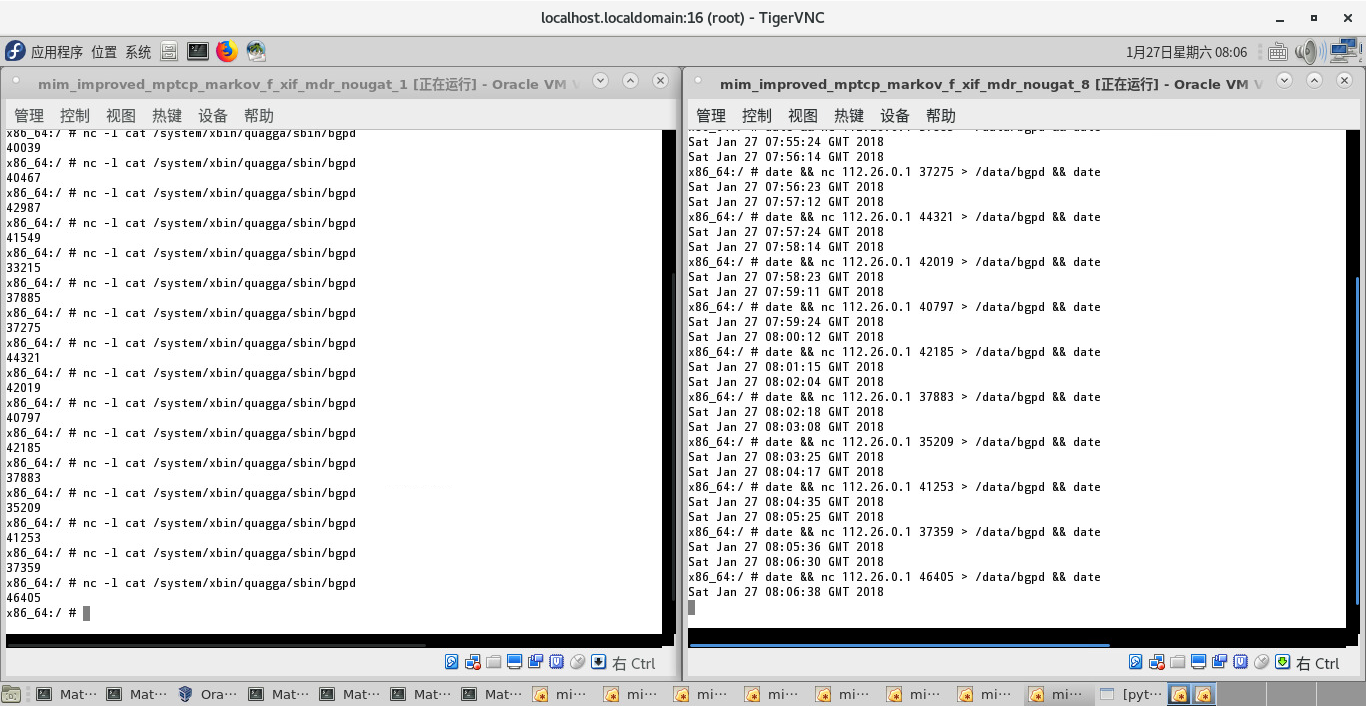 localhost.localdomain:16 (root) - TigerVNC
应用程序 位置 系统
1月27日星期六 08:06
mim_improved_mptcp_markov_f_xif_mdr_nougat_1 [正在运行] - Oracle VM V
管理 控制 视图 热键 设备 帮助
x86_64:/ # nc -l cat /system/xbin/quagga/sbin/bgpd
40039
x86_64:/ # nc -l cat /system/xbin/quagga/sbin/bgpd
40467
x86_64:/ # nc -l cat /system/xbin/quagga/sbin/bgpd
42987
x86_64:/ # nc -l cat /system/xbin/quagga/sbin/bgpd
41549
x86_64:/ # nc -l cat /system/xbin/quagga/sbin/bgpd
33215
x86_64:/ # nc -l cat /system/xbin/quagga/sbin/bgpd
37885
x86_64:/ # nc -l cat /system/xbin/quagga/sbin/bgpd
37275
x86_64:/ # nc -l cat /system/xbin/quagga/sbin/bgpd
44321
x86_64:/ # nc -l cat /system/xbin/quagga/sbin/bgpd
42019
x86_64:/ # nc -l cat /system/xbin/quagga/sbin/bgpd
40797
x86_64:/ # nc -l cat /system/xbin/quagga/sbin/bgpd
42185
x86_64:/ # nc -l cat /system/xbin/quagga/sbin/bgpd
37883
x86_64:/ # nc -l cat /system/xbin/quagga/sbin/bgpd
35209
x86_64:/ # nc -l cat /system/xbin/quagga/sbin/bgpd
41253
x86_64:/ # nc -l cat /system/xbin/quagga/sbin/bgpd
37359
x86_64:/ # nc -l cat /system/xbin/quagga/sbin/bgpd
46405
x86_64:/ #
右 Ctrl
mim_improved_mptcp_markov_f_xif_mdr_nougat_8 [正在运行] - Oracle VM V
管理 控制 视图 热键 设备 帮助
Sat Jan 27 07:55:24 GMT 2018
Sat Jan 27 07:56:14 GMT 2018
x86_64:/ # date && nc 112.26.0.1 37275 > /data/bgpd && date
Sat Jan 27 07:56:23 GMT 2018
Sat Jan 27 07:57:12 GMT 2018
x86_64:/ # date && nc 112.26.0.1 44321 > /data/bgpd && date
Sat Jan 27 07:57:24 GMT 2018
Sat Jan 27 07:58:14 GMT 2018
x86_64:/ # date && nc 112.26.0.1 42019 > /data/bgpd && date
Sat Jan 27 07:58:23 GMT 2018
Sat Jan 27 07:59:11 GMT 2018
x86_64:/ # date && nc 112.26.0.1 40797 > /data/bgpd && date
Sat Jan 27 07:59:24 GMT 2018
Sat Jan 27 08:00:12 GMT 2018
x86_64:/ # date && nc 112.26.0.1 42185 > /data/bgpd && date
Sat Jan 27 08:01:15 GMT 2018
Sat Jan 27 08:02:04 GMT 2018
x86_64:/ # date && nc 112.26.0.1 37883 > /data/bgpd && date
Sat Jan 27 08:02:18 GMT 2018
Sat Jan 27 08:03:08 GMT 2018
x86_64:/ # date && nc 112.26.0.1 35209 > /data/bgpd && date
Sat Jan 27 08:03:25 GMT 2018
Sat Jan 27 08:04:17 GMT 2018
x86_64:/ # date && nc 112.26.0.1 41253 > /data/bgpd && date
Sat Jan 27 08:04:35 GMT 2018
Sat Jan 27 08:05:25 GMT 2018
x86_64:/ # date && nc 112.26.0.1 37359 > /data/bgpd && date
Sat Jan 27 08:05:36 GMT 2018
Sat Jan 27 08:06:30 GMT 2018
x86_64:/ # date && nc 112.26.0.1 46405 > /data/bgpd && date
Sat Jan 27 08:06:38 GMT 2018
右 Ctrl
Mat… Mat… Ora… Mat… Mat… Mat… Mat… mi… mi… mi… mi… mi… mi… mi… mi… [pyt…